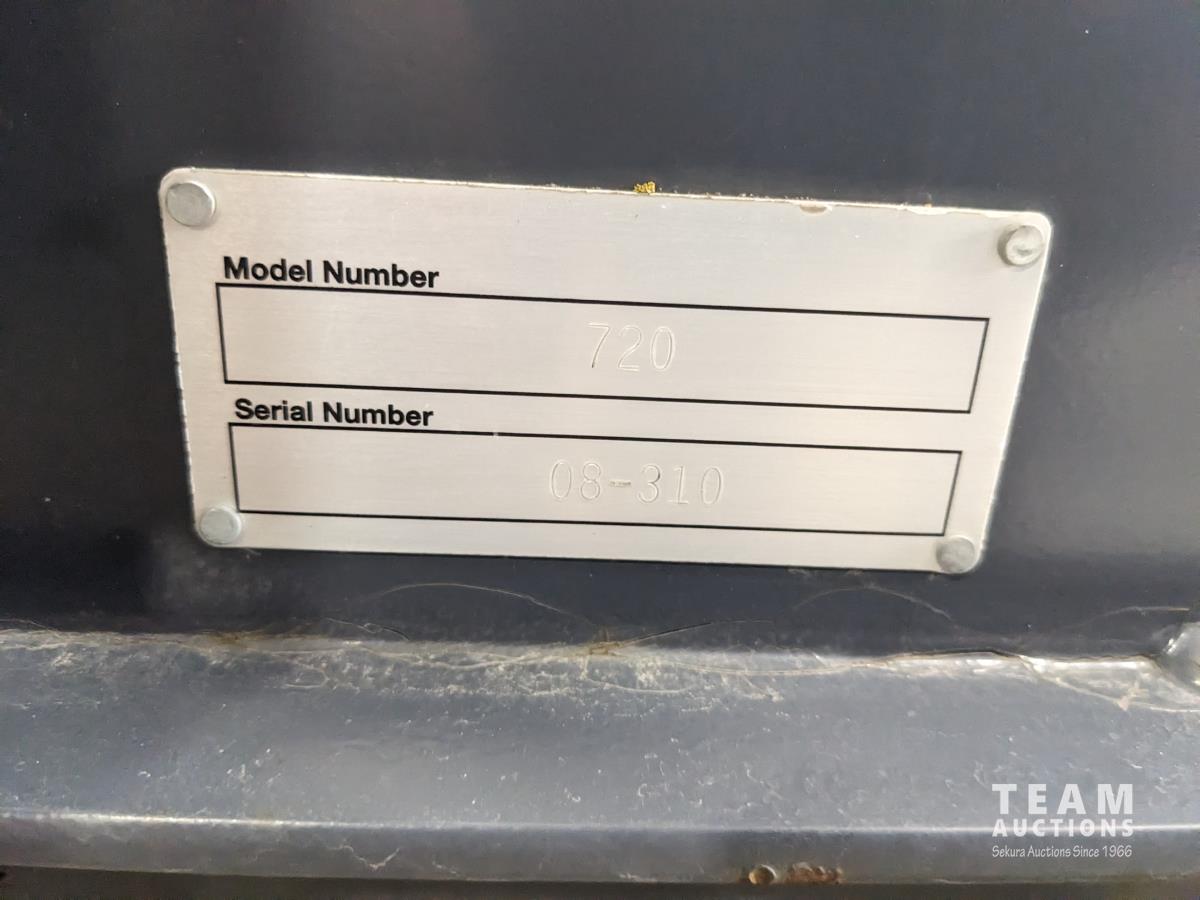 Model Number
720
Serial Number
08-310
TEAM
AUCTIONS
Sekura Auctions Since 1966